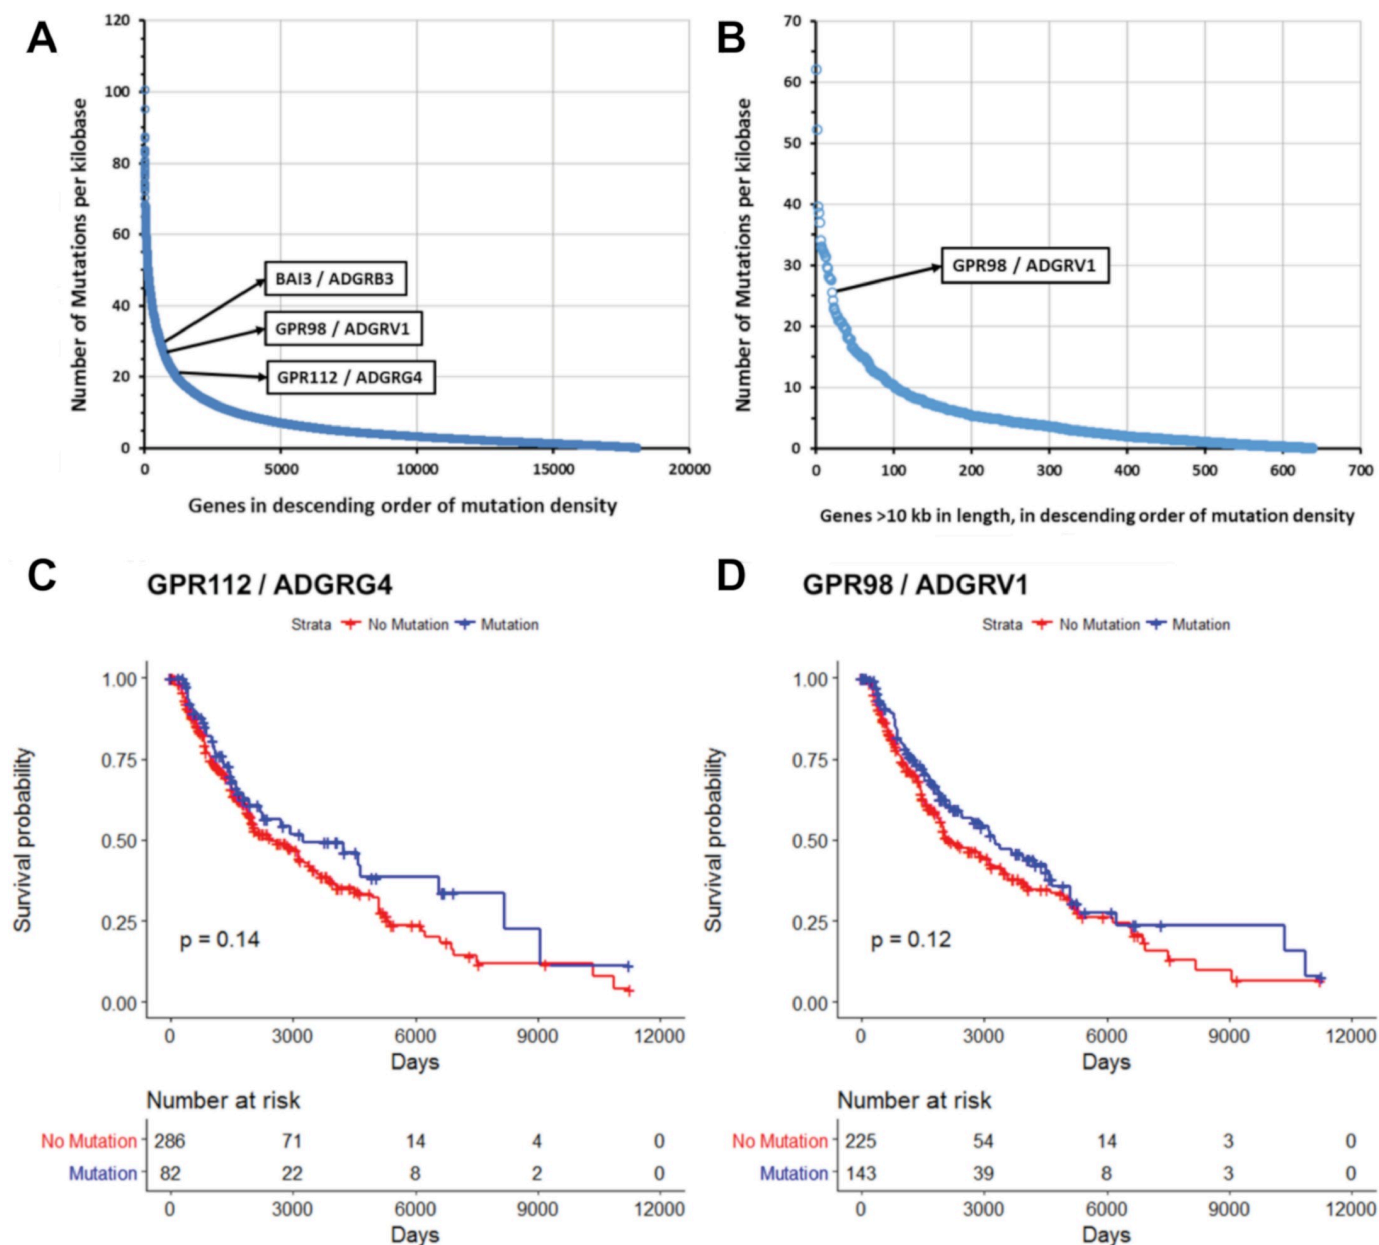 A
120
100
80
60
40
20
0
Number of Mutations per kilobase
BAI3 / ADGRB3
GPR98 / ADGRV1
GPR112 / ADGRG4
0 5000 10000 15000 20000
Genes in descending order of mutation density
B
70
60
50
40
30
20
10
0
Number of Mutations per kilobase
GPR98 / ADGRV1
0 100 200 300 400 500 600 700
Genes >10 kb in length, in descending order of mutation density
C
GPR112 / ADGRG4
Strata No Mutation Mutation
1.00
0.75
0.50
0.25
0.00
Survival probability
p = 0.14
0 3000 6000 9000 12000
Days
Number at risk
No Mutation 286 71 14 4 0
Mutation 82 22 8 2 0
0 3000 6000 9000 12000
Days
D
GPR98 / ADGRV1
Strata No Mutation Mutation
1.00
0.75
0.50
0.25
0.00
Survival probability
p = 0.12
0 3000 6000 9000 12000
Days
Number at risk
No Mutation 225 54 14 3 0
Mutation 143 39 8 3 0
0 3000 6000 9000 12000
Days